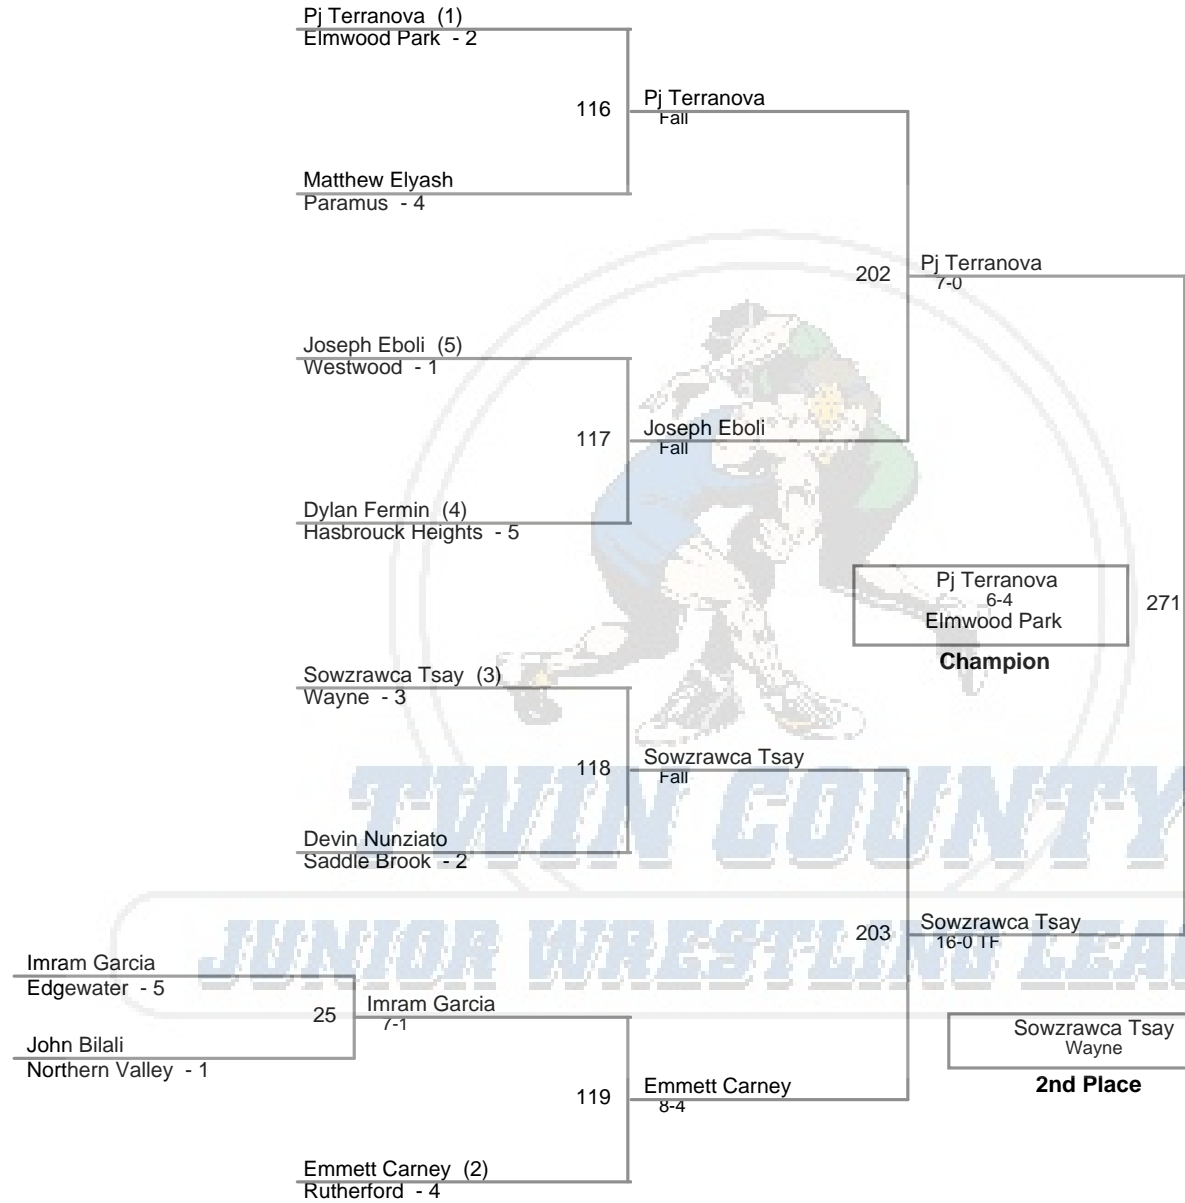 Pj Terranova (1)
Elmwood Park - 2
116
Pj Terranova
Fall
Matthew Elyash
Paramus - 4
202
Pj Terranova
7-0
Joseph Eboli (5)
Westwood - 1
117
Joseph Eboli
Fall
Dylan Fermin (4)
Hasbrouck Heights - 5
Pj Terranova
6-4
Elmwood Park
271
Champion
Sowzrawca Tsay (3)
Wayne - 3
118
Sowzrawca Tsay
Fall
Devin Nunziato
Saddle Brook - 2
TWIN COUNTY
203
Sowzrawca Tsay
16-0 TF
JUNIOR WRESTLING LEA
Imram Garcia
Edgewater - 5
25
Imram Garcia
7-1
John Bilali
Northern Valley - 1
Sowzrawca Tsay
Wayne
2nd Place
119
Emmett Carney
8-4
Emmett Carney (2)
Rutherford - 4